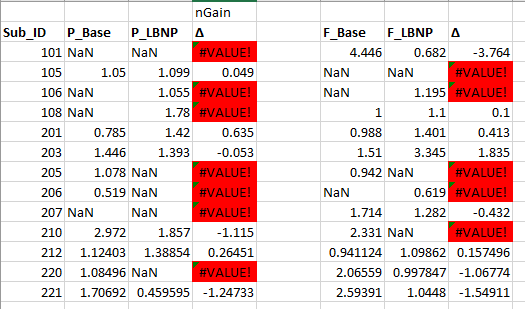 nGain
Sub_ID P_Base P_LBNP Δ F_Base F_LBNP Δ
101 NaN NaN #VALUE! 4.446 0.682 -3.764
105 1.05 1.099 0.049 NaN NaN #VALUE!
106 NaN 1.055 #VALUE! NaN 1.195 #VALUE!
108 NaN 1.78 #VALUE! 1 1.1 0.1
201 0.785 1.42 0.635 0.988 1.401 0.413
203 1.446 1.393 -0.053 1.51 3.345 1.835
205 1.078 NaN #VALUE! 0.942 NaN #VALUE!
206 0.519 NaN #VALUE! NaN 0.619 #VALUE!
207 NaN NaN #VALUE! 1.714 1.282 -0.432
210 2.972 1.857 -1.115 2.331 NaN #VALUE!
212 1.12403 1.38854 0.26451 0.941124 1.09862 0.157496
220 1.08496 NaN #VALUE! 2.06559 0.997847 -1.06774
221 1.70692 0.459595 -1.24733 2.59391 1.0448 -1.54911